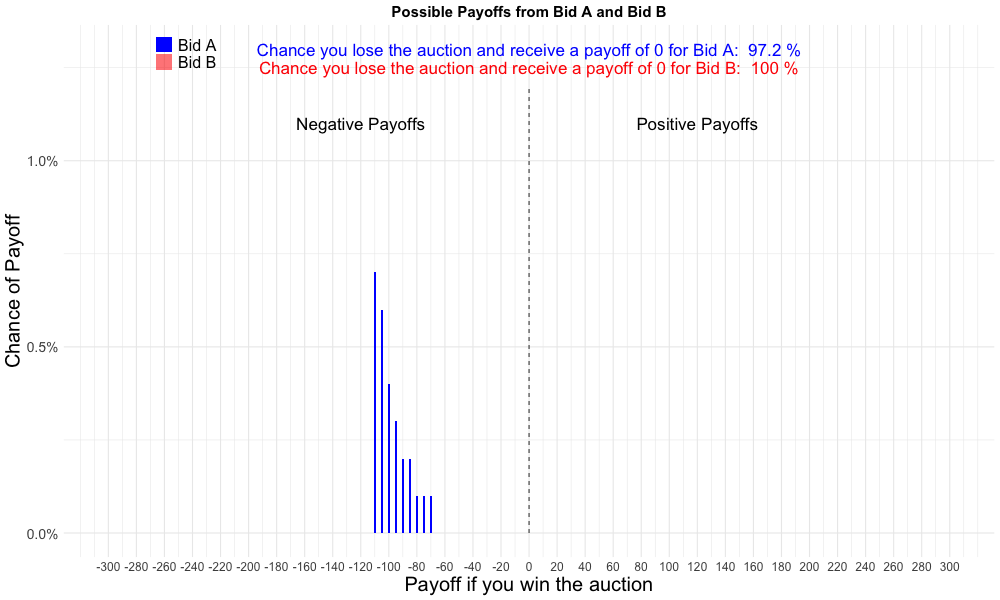 Possible Payoffs from Bid A and Bid B
Bid A
Bid B
Chance you lose the auction and receive a payoff of 0 for Bid A:  97.2 %
Chance you lose the auction and receive a payoff of 0 for Bid B:  100 %
Negative Payoffs
Positive Payoffs
Chance of Payoff
1.0%
0.5%
0.0%
-300 -280 -260 -240 -220 -200 -180 -160 -140 -120 -100 -80 -60 -40 -20 0 20 40 60 80 100 120 140 160 180 200 220 240 260 280 300
Payoff if you win the auction